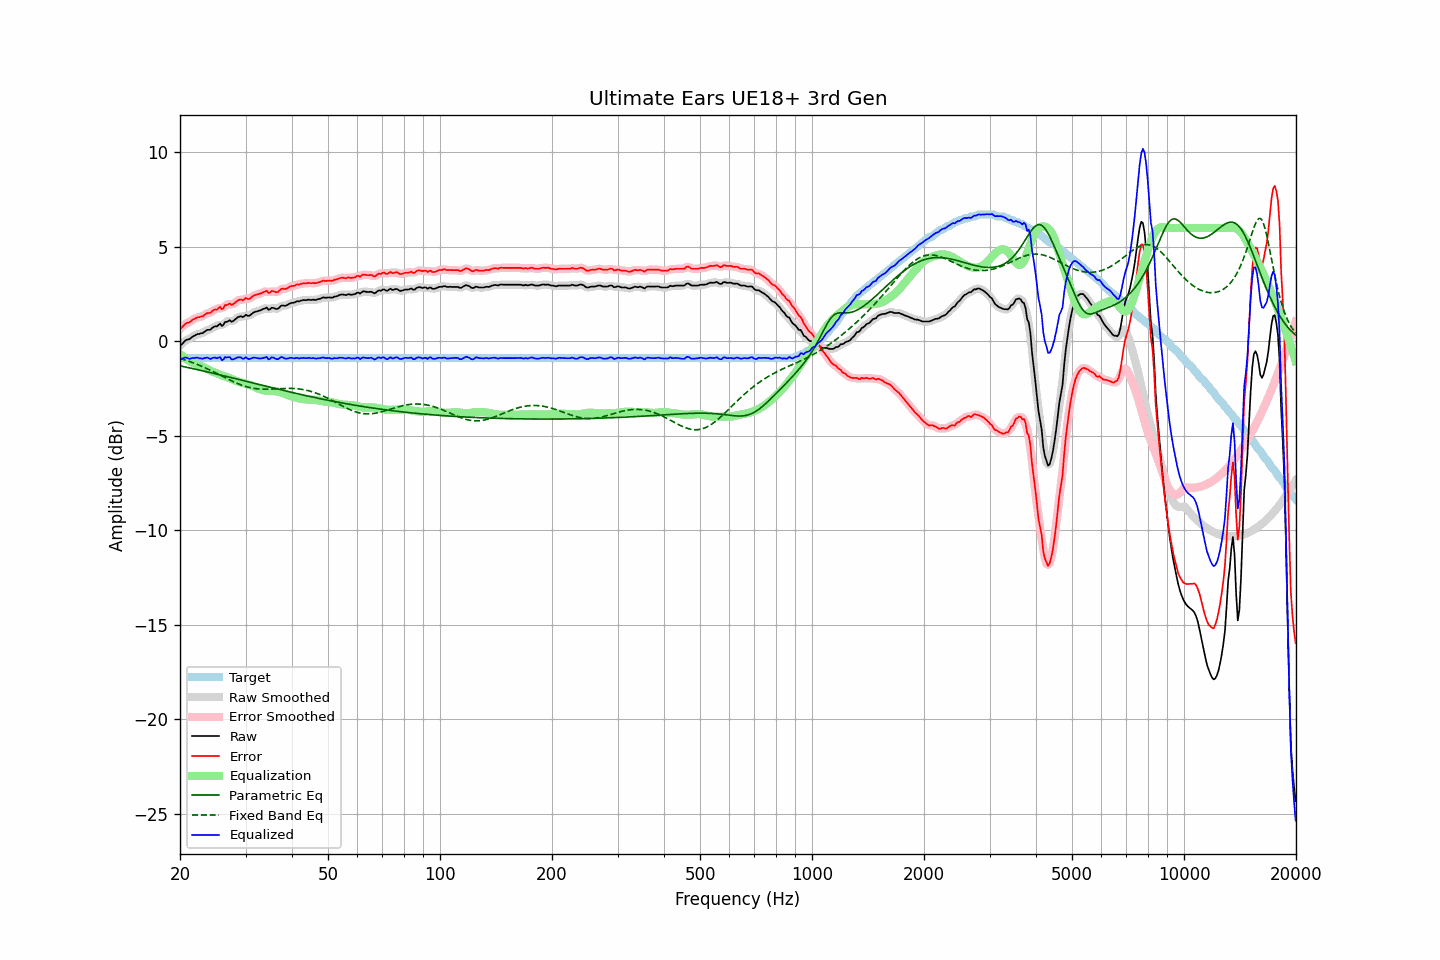 Ultimate Ears UE18+ 3rd Gen
Amplitude (dBr)
10
5
0
−5
−10
−15
−20
−25
Target
Raw Smoothed
Error Smoothed
Raw
Error
Equalization
Parametric Eq
Fixed Band Eq
Equalized
20 50 100 200 500 1000 2000 5000 10000 20000
Frequency (Hz)